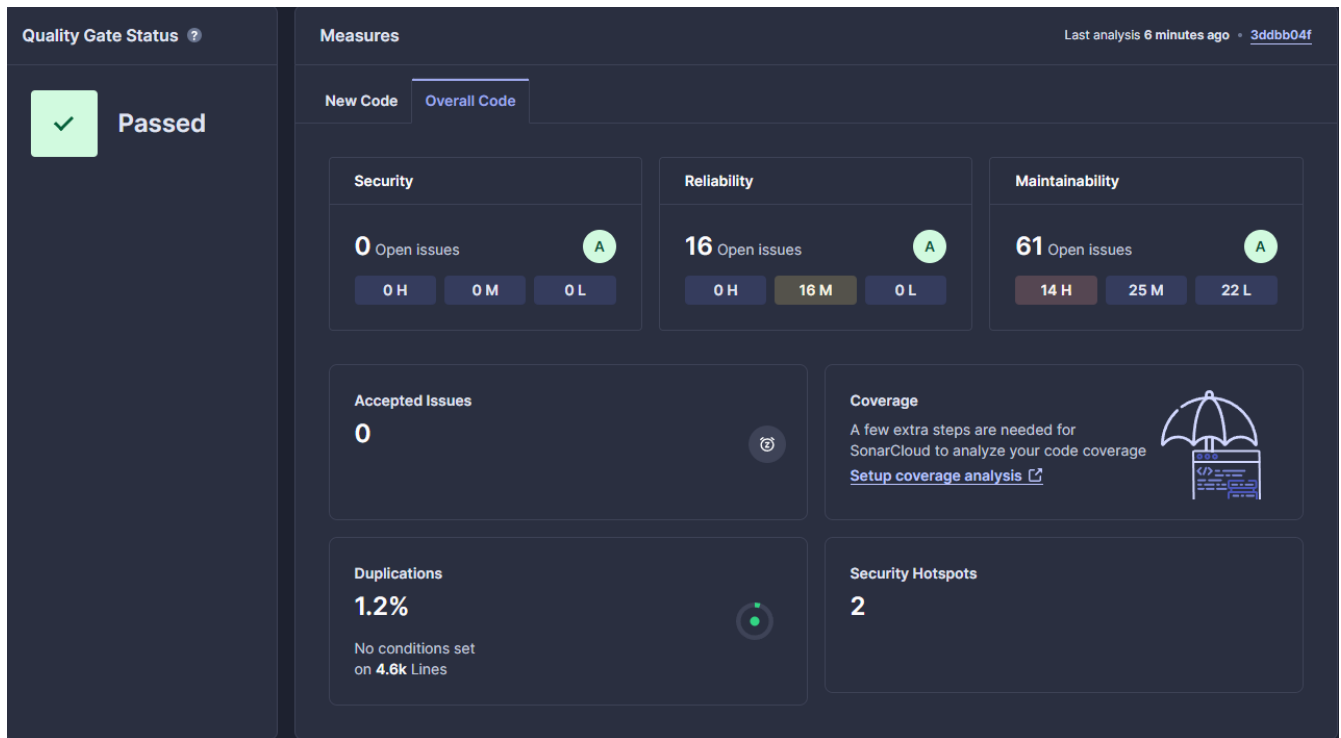 Quality Gate Status ?
Passed
Measures
Last analysis 6 minutes ago • 3ddbb04f
New Code
Overall Code
Security
0 Open issues
A
0 H
0 M
0 L
Reliability
16 Open issues
A
0 H
16 M
0 L
Maintainability
61 Open issues
A
14 H
25 M
22 L
Accepted Issues
0
Coverage
A few extra steps are needed for
SonarCloud to analyze your code coverage
Setup coverage analysis
</>
Duplications
1.2%
No conditions set
on 4.6k Lines
Security Hotspots
2